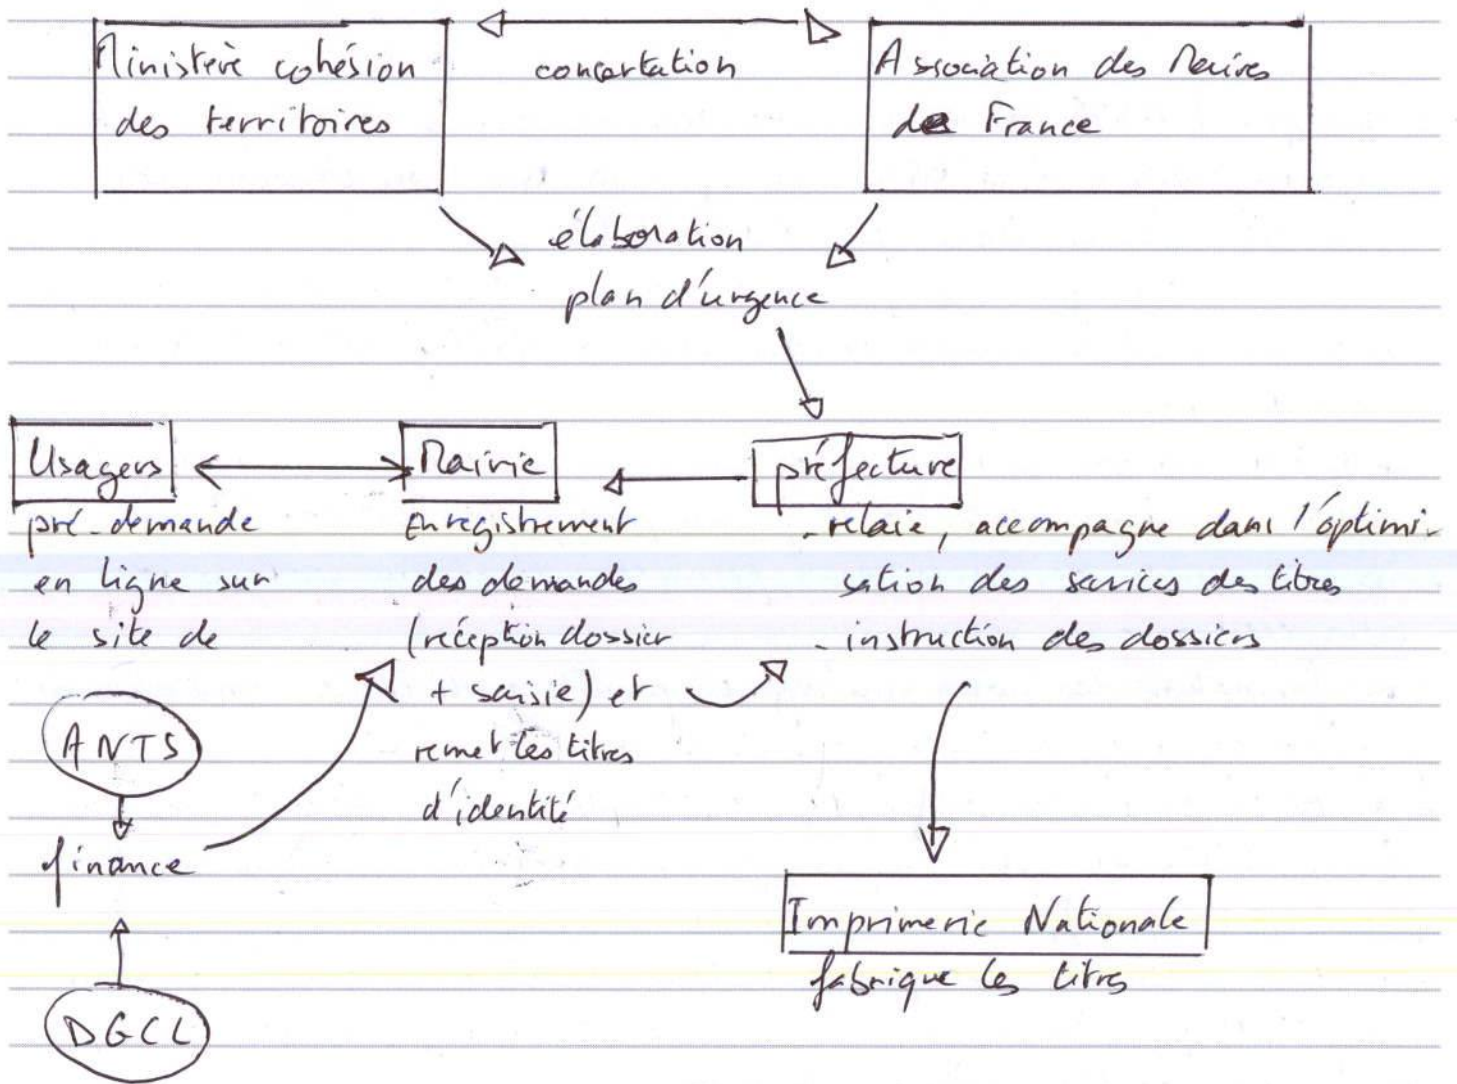 Ministère cohésion
des territoires
concertation
Association des Maires
de France
élaboration
plan d'urgence
Usagers
pré-demande
en ligne sur
le site de
ANTS
finance
DGCL
Mairie
Enregistrement
des demandes
(réception dossier
+ saisie) et
remet les titres
d'identité
préfecture
- relaie, accompagne dans l'optimi-
sation des services des titres
- instruction des dossiers
Imprimerie Nationale
fabrique les titres